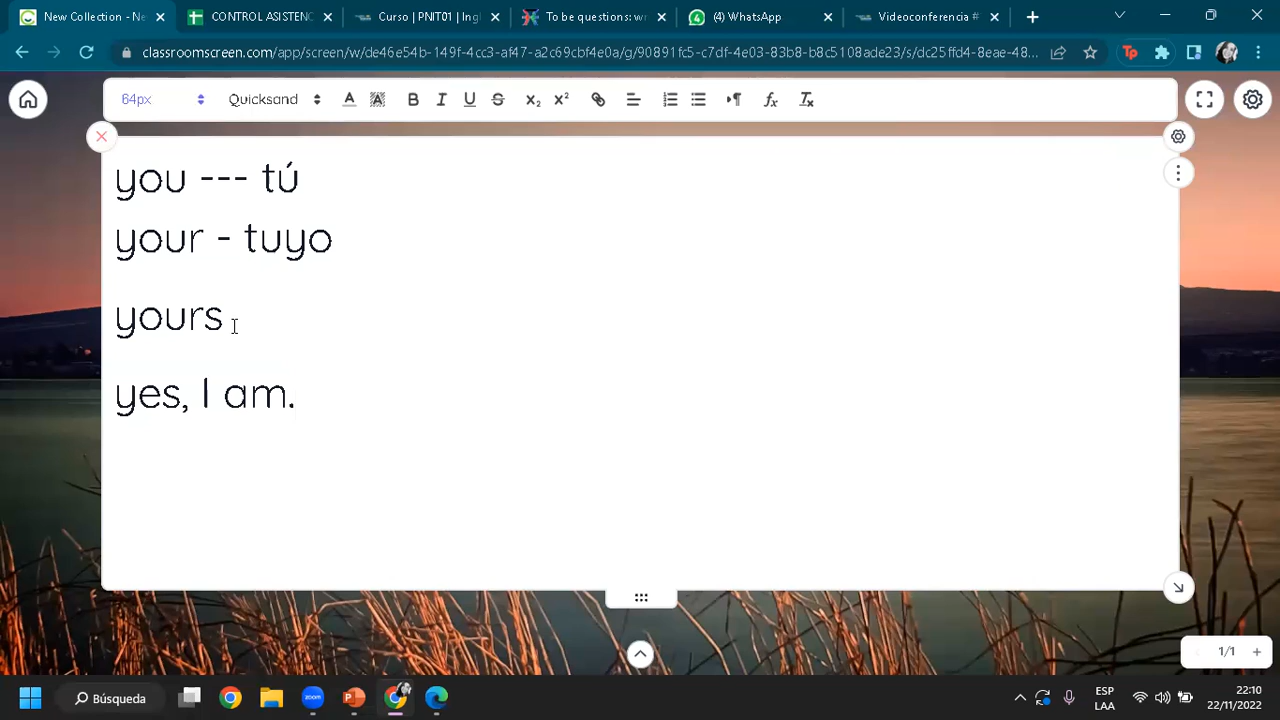 New Collection - Ne
CONTROL ASISTENC
Curso | PNIT01 | Ingl
To be questions: wr
(4) WhatsApp
Videoconferencia #
classroomscreen.com/app/screen/w/de46e54b-149f-4cc3-af47-a2c69cbf4e0a/g/90891fc5-c7df-4e03-83b8-b8c5108ade23/s/dc25ffd4-8eae-48...
64px
Quicksand
you --- tú
your - tuyo
yours
yes, I am.
1/1
Búsqueda
zoom
ESP
LAA
22:10
22/11/2022